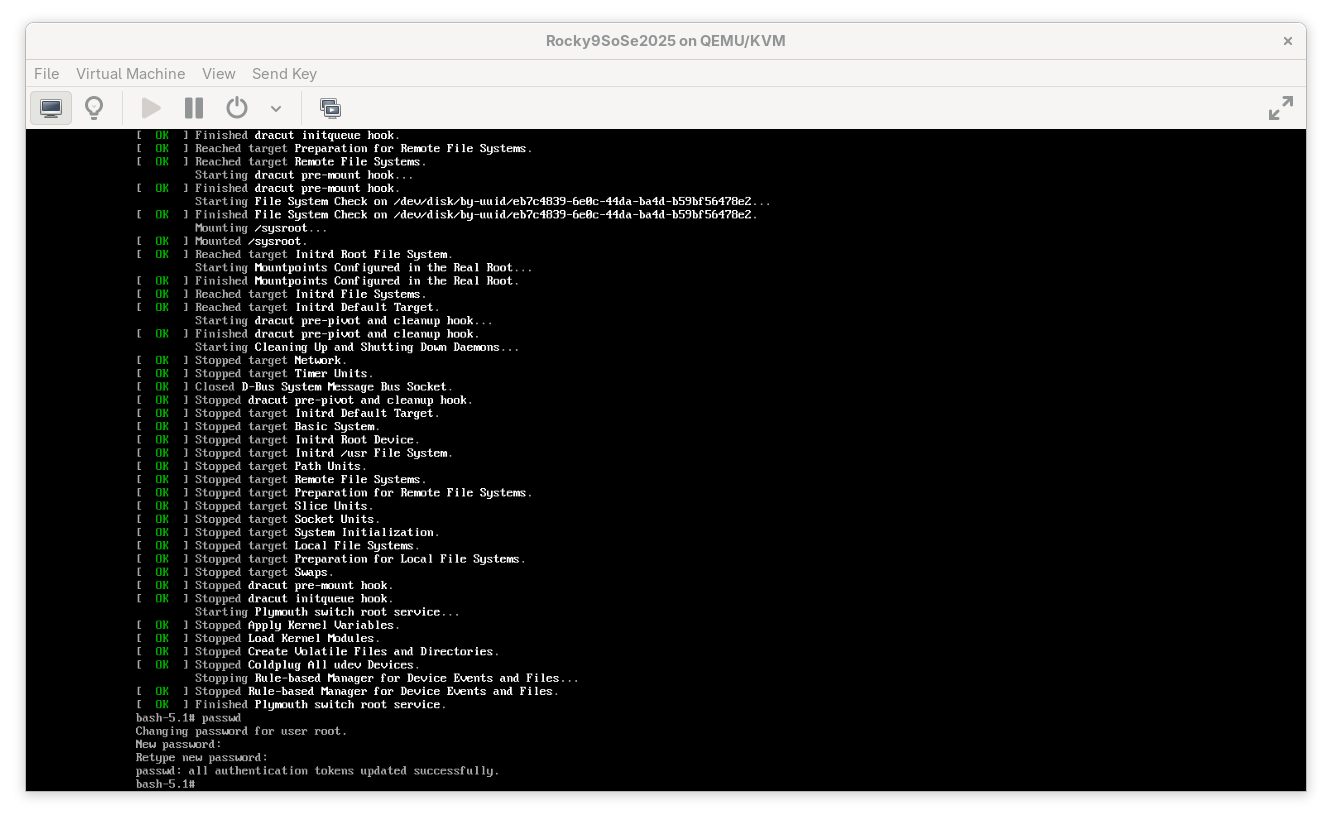 Rocky9SoSe2025 on QEMU/KVM
File Virtual Machine View Send Key
[ OK ] Finished dracut initqueue hook.
[ OK ] Reached target Preparation for Remote File Systems.
[ OK ] Reached target Remote File Systems.
Starting dracut pre-mount hook...
[ OK ] Finished dracut pre-mount hook.
Starting File System Check on /dev/disk/by-uuid/eb7c4839-6e0c-44da-ba4d-b59bf56478e2...
[ OK ] Finished File System Check on /dev/disk/by-uuid/eb7c4839-6e0c-44da-ba4d-b59bf56478e2.
Mounting /sysroot...
[ OK ] Mounted /sysroot.
[ OK ] Reached target Initrd Root File System.
Starting Mountpoints Configured in the Real Root...
[ OK ] Finished Mountpoints Configured in the Real Root.
[ OK ] Reached target Initrd File Systems.
[ OK ] Reached target Initrd Default Target.
Starting dracut pre-pivot and cleanup hook...
[ OK ] Finished dracut pre-pivot and cleanup hook.
Starting Cleaning Up and Shutting Down Daemons...
[ OK ] Stopped target Network.
[ OK ] Stopped target Timer Units.
[ OK ] Closed D-Bus System Message Bus Socket.
[ OK ] Stopped dracut pre-pivot and cleanup hook.
[ OK ] Stopped target Initrd Default Target.
[ OK ] Stopped target Basic System.
[ OK ] Stopped target Initrd Root Device.
[ OK ] Stopped target Initrd /usr File System.
[ OK ] Stopped target Path Units.
[ OK ] Stopped target Remote File Systems.
[ OK ] Stopped target Preparation for Remote File Systems.
[ OK ] Stopped target Slice Units.
[ OK ] Stopped target Socket Units.
[ OK ] Stopped target System Initialization.
[ OK ] Stopped target Local File Systems.
[ OK ] Stopped target Preparation for Local File Systems.
[ OK ] Stopped target Swaps.
[ OK ] Stopped dracut pre-mount hook.
[ OK ] Stopped dracut initqueue hook.
Starting Plymouth switch root service...
[ OK ] Stopped Apply Kernel Variables.
[ OK ] Stopped Load Kernel Modules.
[ OK ] Stopped Create Volatile Files and Directories.
[ OK ] Stopped Coldplug All udev Devices.
Stopping Rule-based Manager for Device Events and Files...
[ OK ] Stopped Rule-based Manager for Device Events and Files.
[ OK ] Finished Plymouth switch root service.
bash-5.1# passwd
Changing password for user root.
New password:
Retype new password:
passwd: all authentication tokens updated successfully.
bash-5.1#